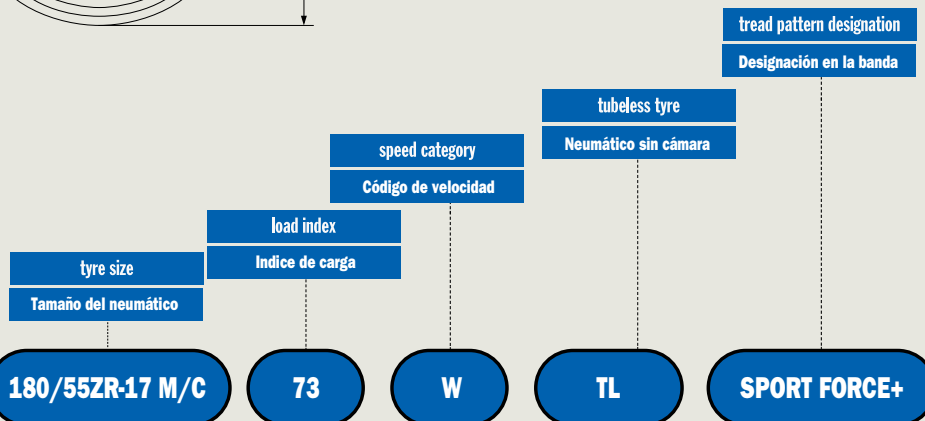 tread pattern designation
Designación en la banda
tubeless tyre
Neumático sin cámara
speed category
Código de velocidad
load index
Indice de carga
tyre size
Tamaño del neumático
180/55ZR-17 M/C
73
W
TL
SPORT FORCE+